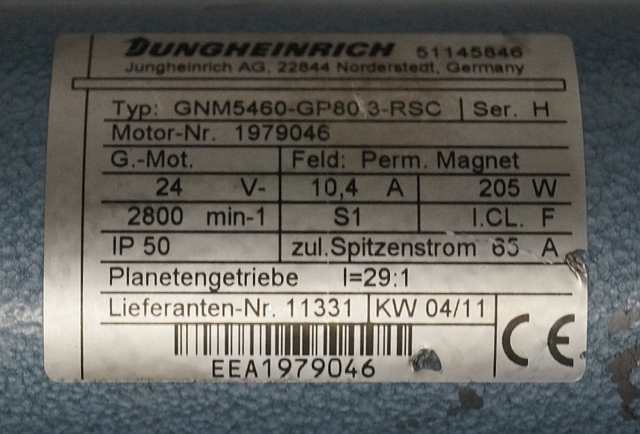 JUNGHEINRICH 51145846
Jungheinrich AG, 22844 Norderstedt, Germany
Typ: GNM5460-GP80 3-RSC Ser. H
Motor-Nr. 1979046
G.-Mot. Feld: Perm. Magnet
24 V- 10,4 A 205 W
2800 min-1 S1 I.CL. F
IP 50 zul.Spitzenstrom 65 A
Planetengetriebe I=29:1
Lieferanten-Nr. 11331 KW 04/11
EEA1979046
CE